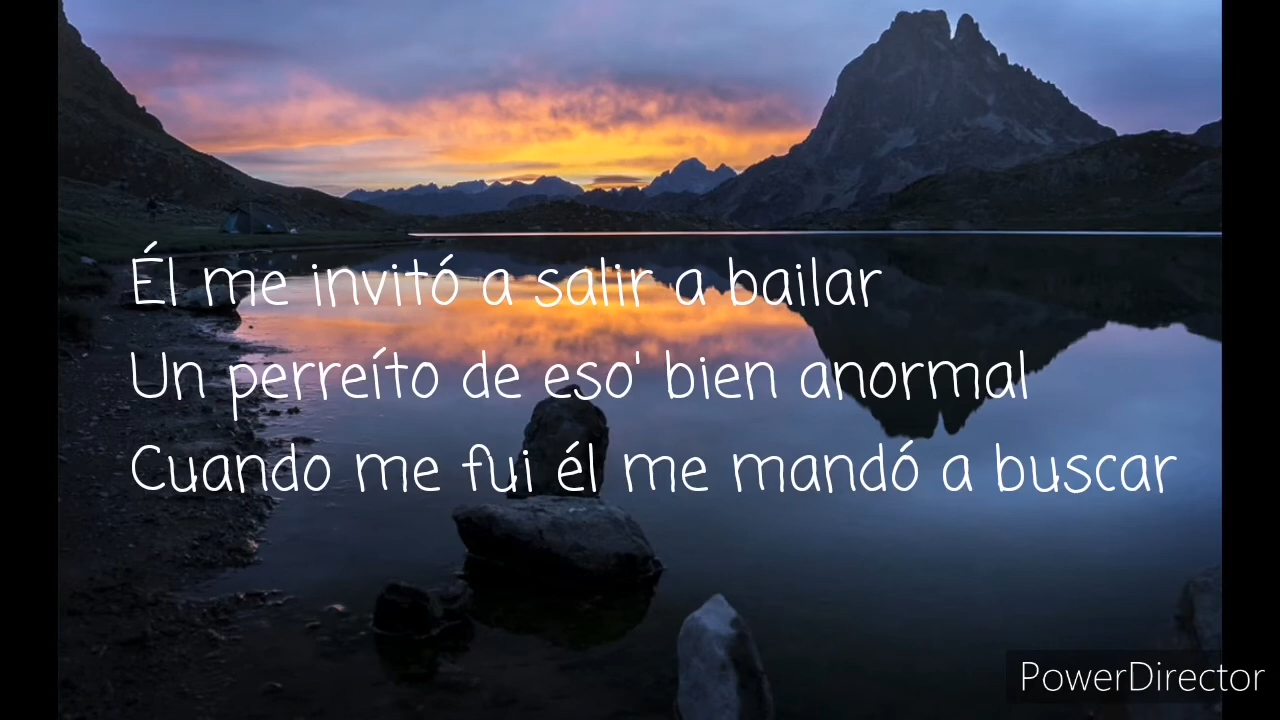 Él me invitó a salir a bailar
Un perreíto de eso' bien anormal
Cuando me fui él me mandó a buscar
PowerDirector